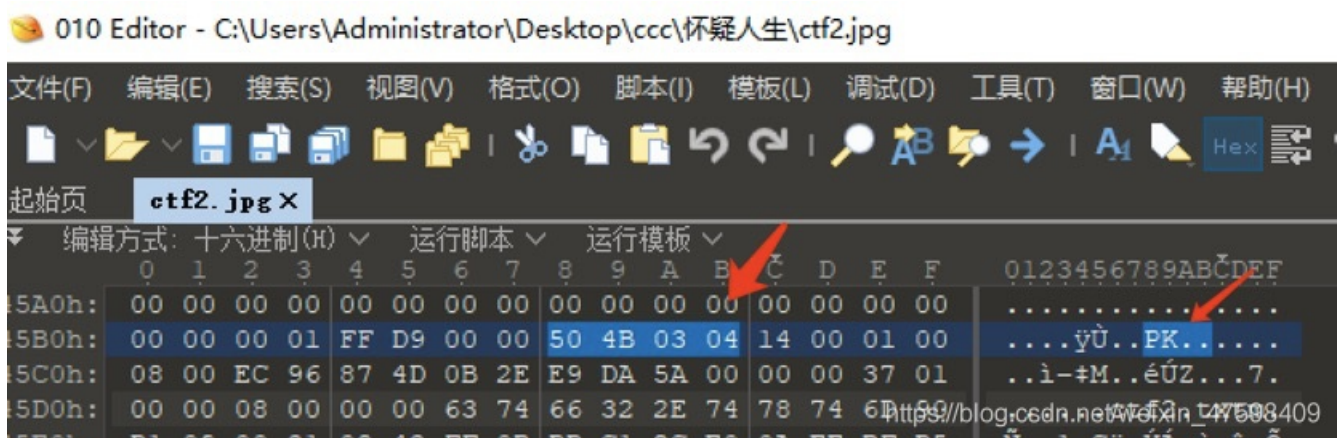 010 Editor - C:\Users\Administrator\Desktop\ccc\怀疑人生\ctf2.jpg
文件(F) 编辑(E) 搜索(S) 视图(V) 格式(O) 脚本(I) 模板(L) 调试(D) 工具(T) 窗口(W) 帮助(H)
Hex
起始页 ctf2.jpg ×
编辑方式: 十六进制(H) 运行脚本 运行模板
0 1 2 3 4 5 6 7 8 9 A B C D E F 0123456789ABCDEF
45A0h: 00 00 00 00 00 00 00 00 00 00 00 00 00 00 00 00 ................
45B0h: 00 00 00 01 FF D9 00 00 50 4B 03 04 14 00 01 00 ....ÿÙ..PK......
45C0h: 08 00 EC 96 87 4D 0B 2E E9 DA 5A 00 00 00 37 01 ..ì–‡M..éÚZ...7.
45D0h: 00 00 08 00 00 00 63 74 66 32 2E 74 78 74 6D
https://blog.csdn.net/weixin_47598409